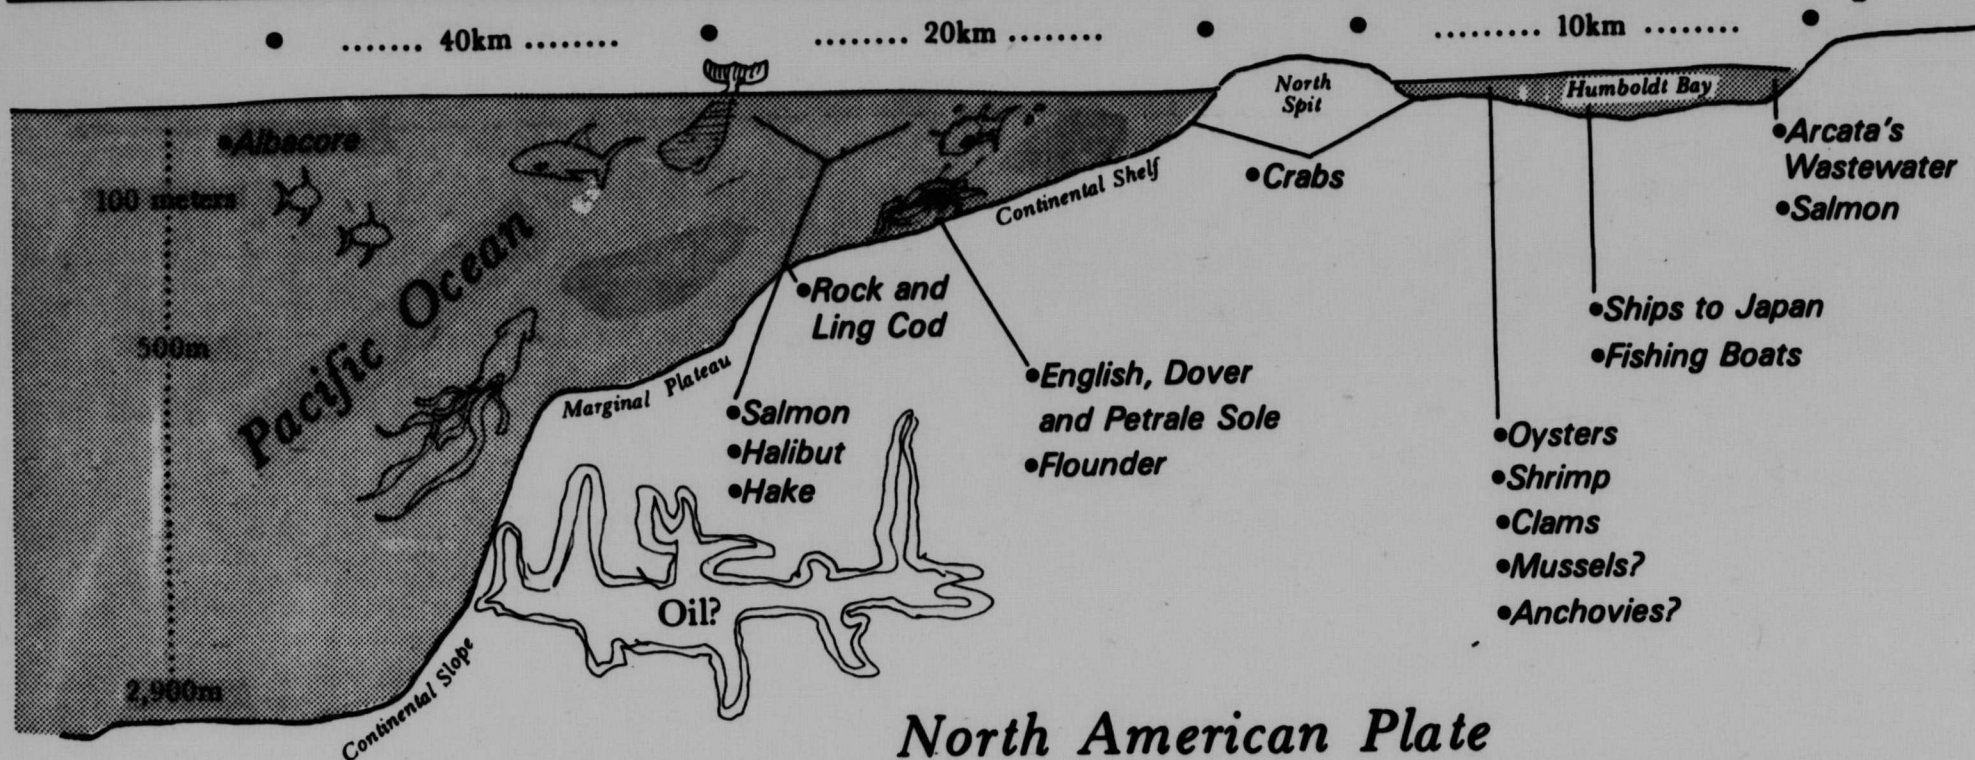 ....... 40km ........
........ 20km ........
......... 10km ........
North
Spit
Humboldt Bay
•Albacore
100 meters
Pacific Ocean
500m
2,900m
Continental Shelf
Marginal Plateau
Continental Slope
•Crabs
•Arcata's
Wastewater
•Salmon
•Rock and
Ling Cod
•Salmon
•Halibut
•Hake
•English, Dover
and Petrale Sole
•Flounder
•Ships to Japan
•Fishing Boats
•Oysters
•Shrimp
•Clams
•Mussels?
•Anchovies?
Oil?
North American Plate